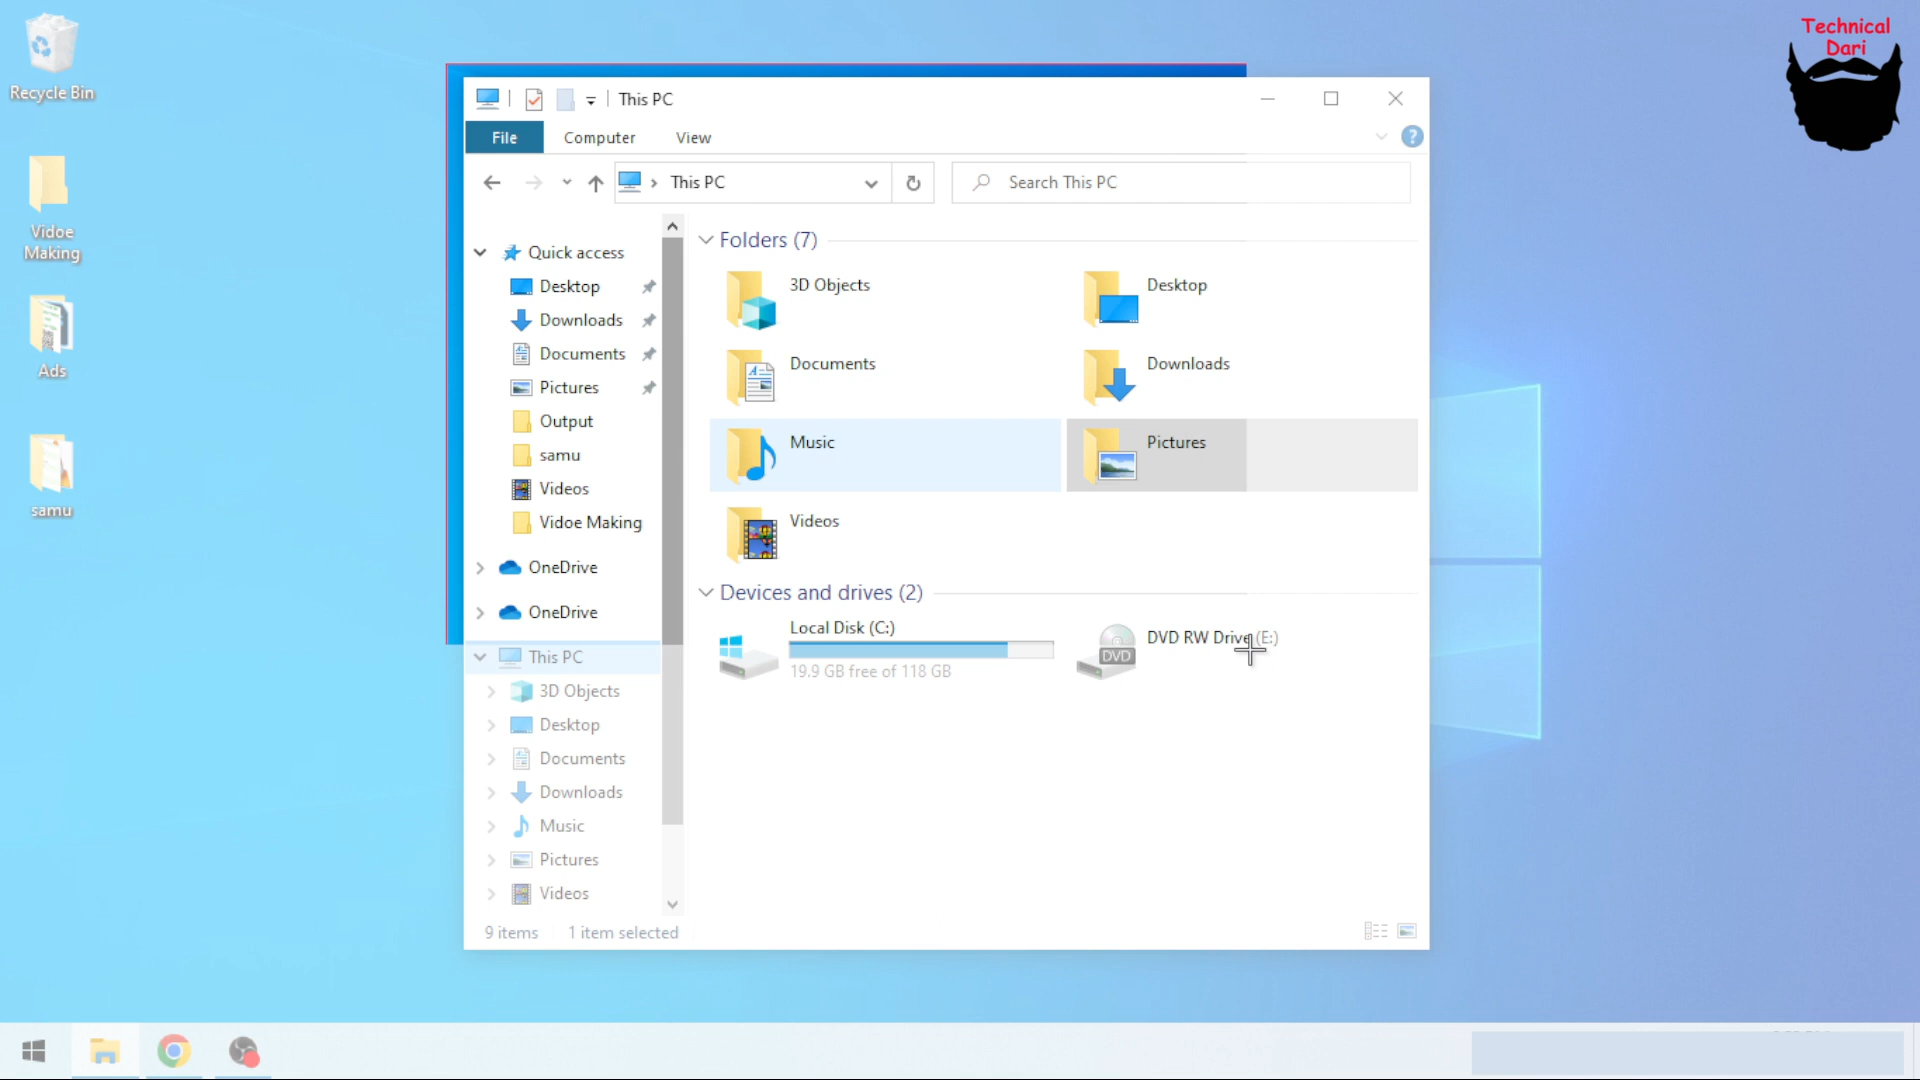 Technical
Dari
Recycle Bin
Vidoe
Making
Ads
samu
This PC
File
Computer
View
This PC
Search This PC
Quick access
Desktop
Downloads
Documents
Pictures
Output
samu
Videos
Vidoe Making
OneDrive
OneDrive
This PC
3D Objects
Desktop
Documents
Downloads
Music
Pictures
Videos
Folders (7)
3D Objects
Desktop
Documents
Downloads
Music
Pictures
Videos
Devices and drives (2)
Local Disk (C:)
19.9 GB free of 118 GB
DVD
DVD RW Drive (E:)
9 items
1 item selected